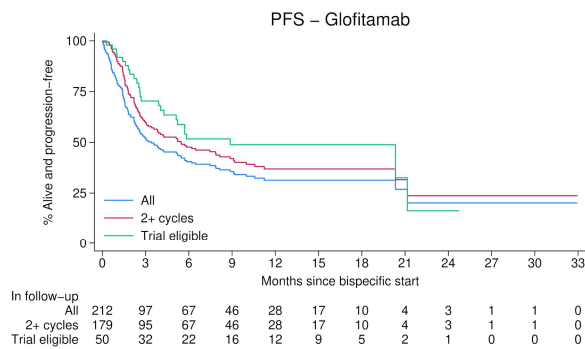 PFS − Glofitamab
% Alive and progression−free
100
75
50
25
0
All
2+ cycles
Trial eligible
0 3 6 9 12 15 18 21 24 27 30 33
Months since bispecific start
In follow−up
All 212 97 67 46 28 17 10 4 3 1 1 0
2+ cycles 179 95 67 46 28 17 10 4 3 1 1 0
Trial eligible 50 32 22 16 12 9 5 2 1 0 0 0